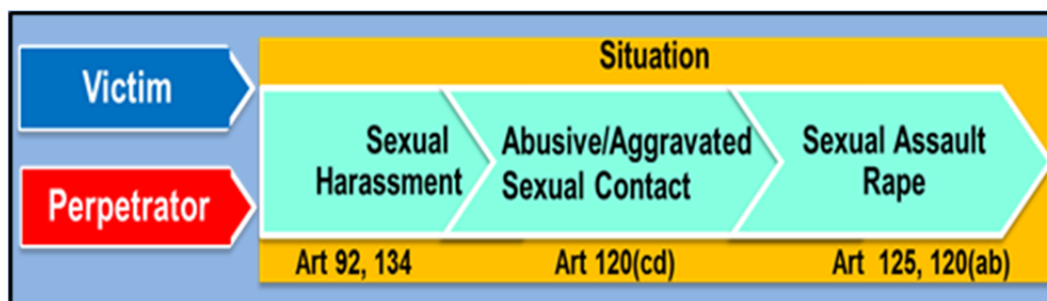 Situation
Victim
Perpetrator
Sexual
Harassment
Abusive/Aggravated
Sexual Contact
Sexual Assault
Rape
Art 92, 134
Art 120(cd)
Art  125, 120(ab)